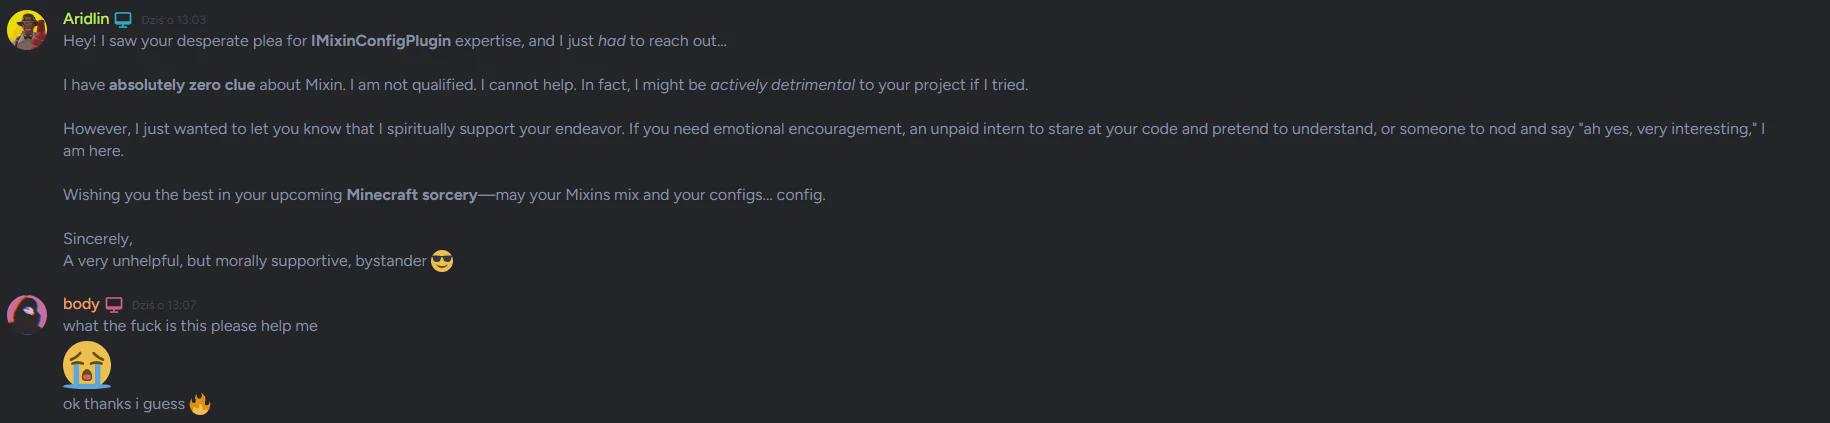 Aridlin Dziś o 13:03
Hey! I saw your desperate plea for IMixinConfigPlugin expertise, and I just had to reach out...
I have absolutely zero clue about Mixin. I am not qualified. I cannot help. In fact, I might be actively detrimental to your project if I tried.
However, I just wanted to let you know that I spiritually support your endeavor. If you need emotional encouragement, an unpaid intern to stare at your code and pretend to understand, or someone to nod and say "ah yes, very interesting," I
am here.
Wishing you the best in your upcoming Minecraft sorcery—may your Mixins mix and your configs... config.
Sincerely,
A very unhelpful, but morally supportive, bystander 😎
body Dziś o 13:07
what the fuck is this please help me
😭
ok thanks i guess 🔥